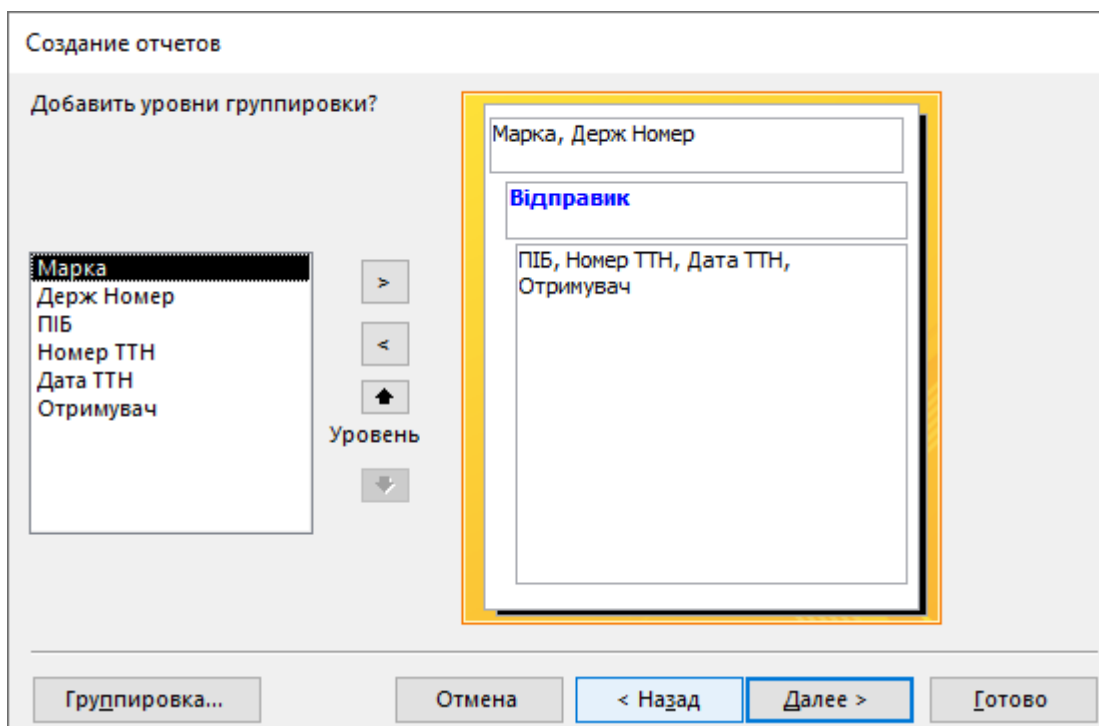 Создание отчетов
Добавить уровни группировки?
Марка, Держ Номер
Відправик
ПІБ, Номер ТТН, Дата ТТН,
Отримувач
Марка
Держ Номер
ПІБ
Номер ТТН
Дата ТТН
Отримувач
>
<
Уровень
Группировка...
Отмена
< Назад
Далее >
Готово